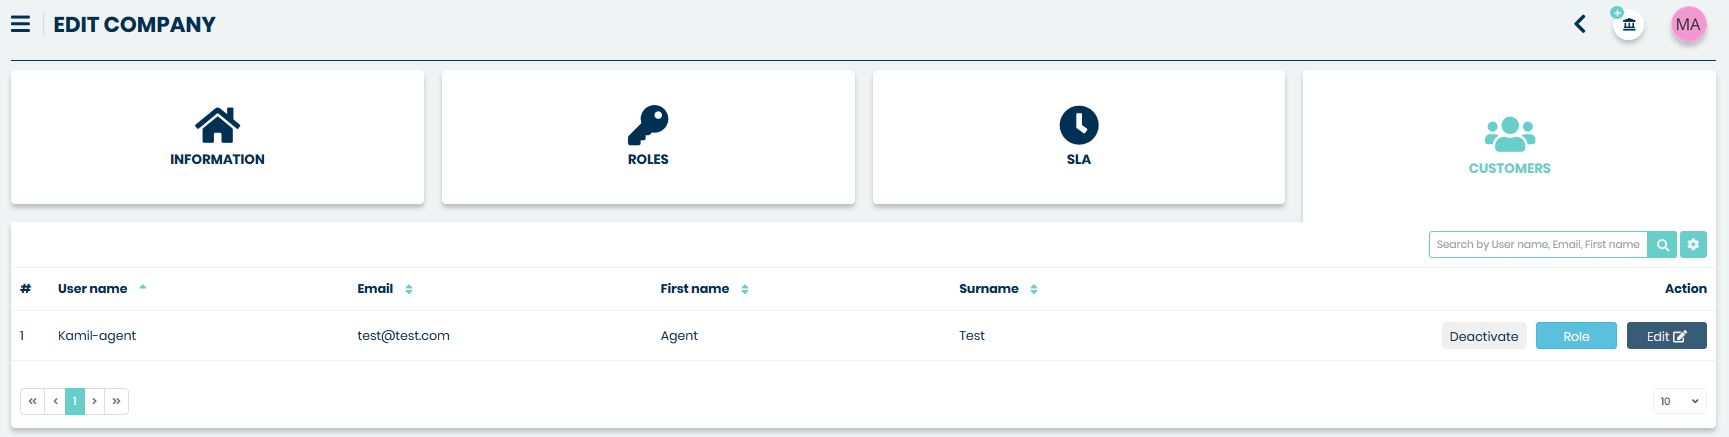 EDIT COMPANY
MA
INFORMATION
ROLES
SLA
CUSTOMERS
Search by User name, Email, First name
# User name Email First name Surname Action
1 Kamil-agent test@test.com Agent Test Deactivate Role Edit
« ‹ 1 › » 10